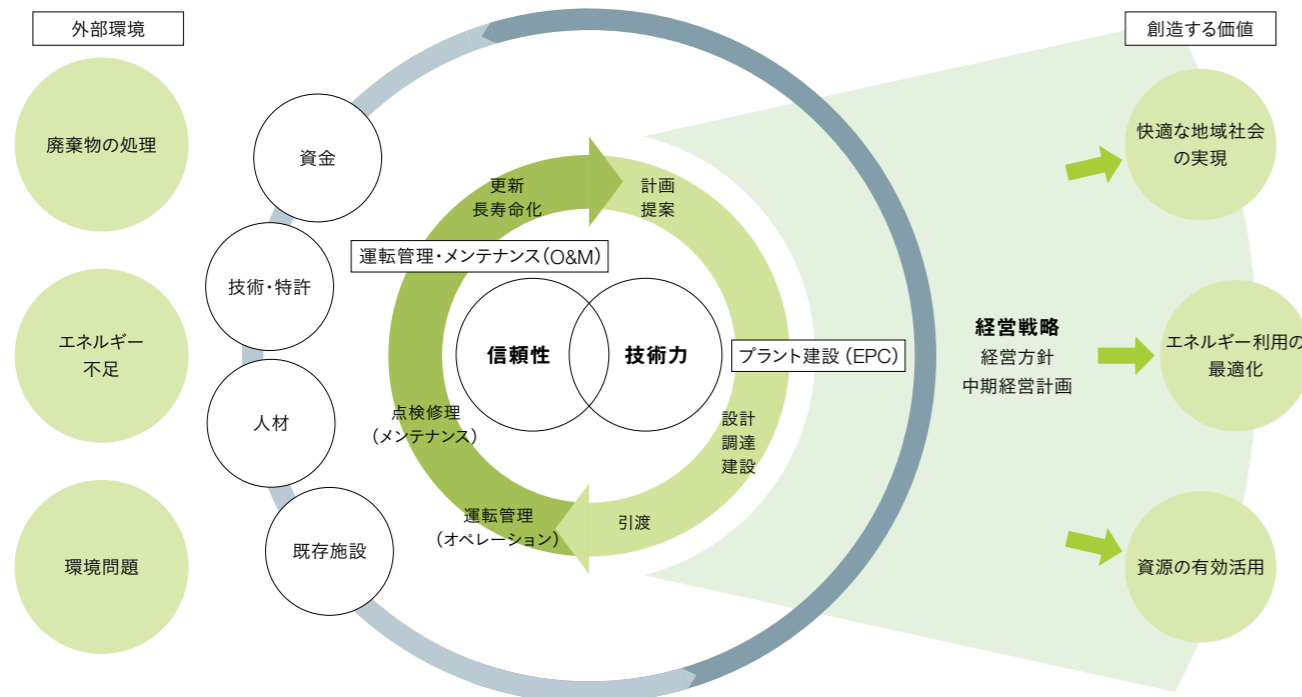 外部環境
廃棄物の処理
エネルギー
不足
環境問題
資金
技術・特許
人材
既存施設
更新
長寿命化
計画
提案
運転管理・メンテナンス(O&M)
信頼性
技術力
プラント建設(EPC)
点検修理
(メンテナンス)
設計
調達
建設
運転管理
(オペレーション)
引渡
経営戦略
経営方針
中期経営計画
創造する価値
快適な地域社会
の実現
エネルギー利用の
最適化
資源の有効活用